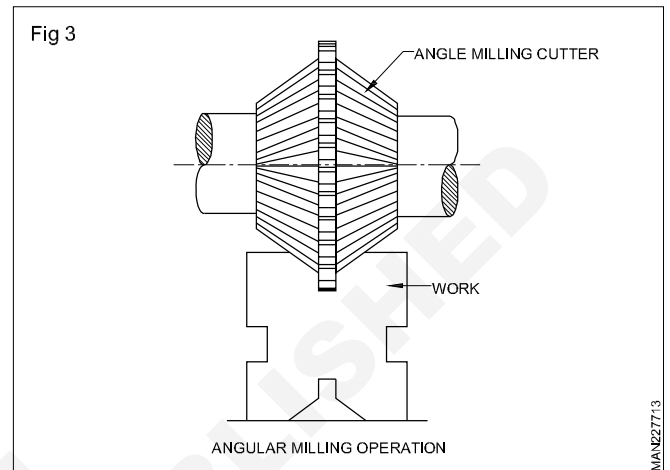 Fig 3
ANGLE MILLING CUTTER
WORK
ANGULAR MILLING OPERATION
MAN227713